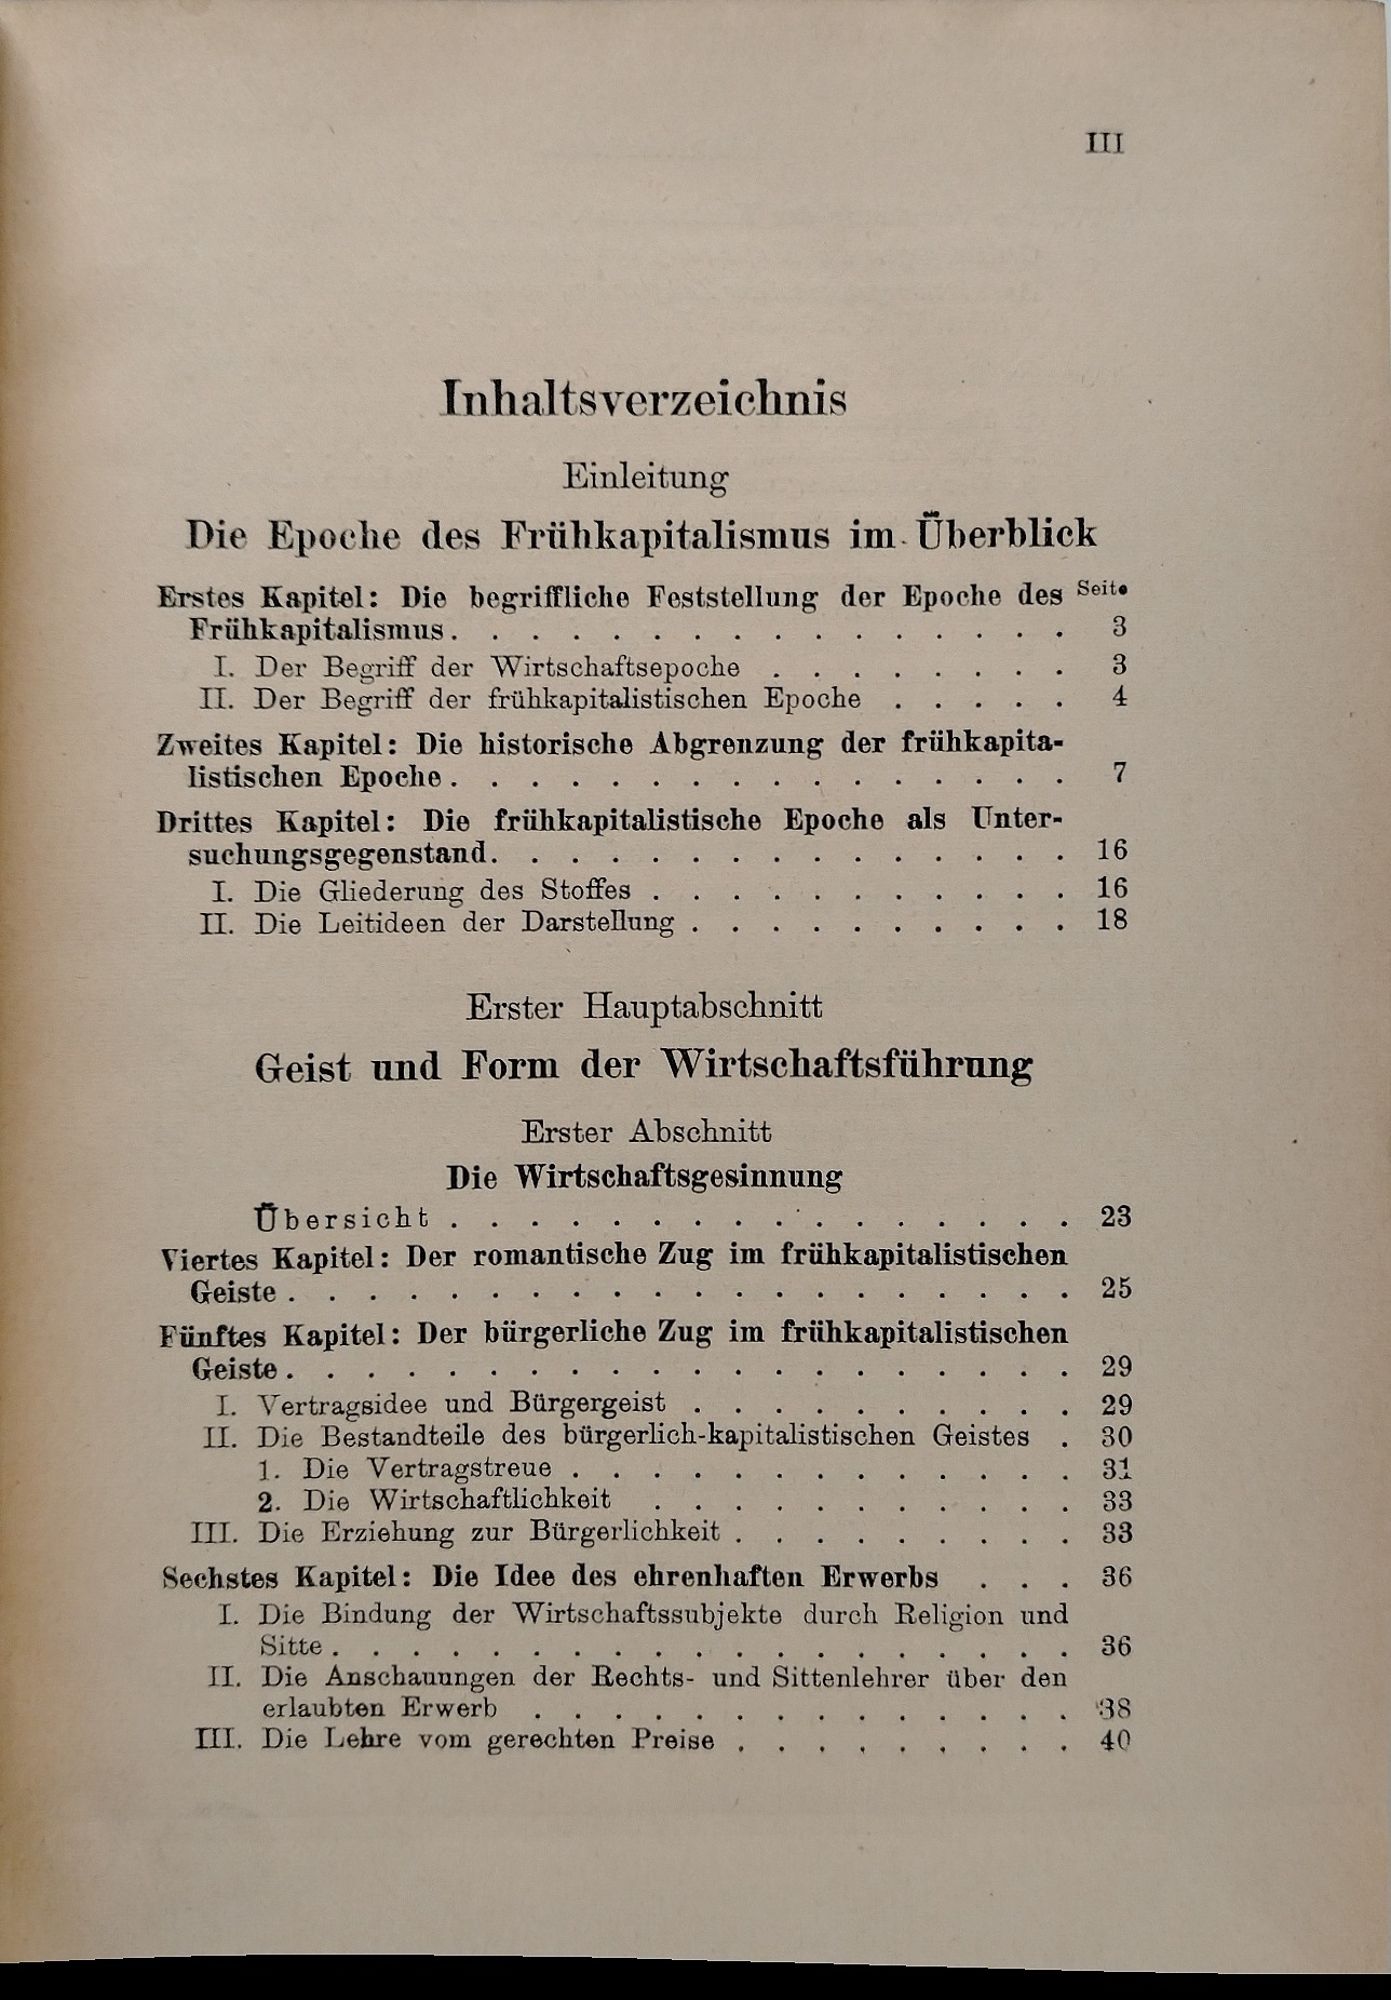 III
Inhaltsverzeichnis
Einleitung
Die Epoche des Frühkapitalismus im Überblick
Erstes Kapitel: Die begriffliche Feststellung der Epoche des Seite
Frühkapitalismus. . . . . . . . . . . . . . . . 3
I. Der Begriff der Wirtschaftsepoche . . . . . . . . 3
II. Der Begriff der frühkapitalistischen Epoche . . . . . 4
Zweites Kapitel: Die historische Abgrenzung der frühkapita-
listischen Epoche. . . . . . . . . . . . . . . . 7
Drittes Kapitel: Die frühkapitalistische Epoche als Unter-
suchungsgegenstand. . . . . . . . . . . . . . . 16
I. Die Gliederung des Stoffes . . . . . . . . . . . 16
II. Die Leitideen der Darstellung . . . . . . . . . . 18
Erster Hauptabschnitt
Geist und Form der Wirtschaftsführung
Erster Abschnitt
Die Wirtschaftsgesinnung
Übersicht . . . . . . . . . . . . . . . . 23
Viertes Kapitel: Der romantische Zug im frühkapitalistischen
Geiste . . . . . . . . . . . . . . . . . . . . 25
Fünftes Kapitel: Der bürgerliche Zug im frühkapitalistischen
Geiste . . . . . . . . . . . . . . . . . . . . 29
I. Vertragsidee und Bürgergeist . . . . . . . . . . 29
II. Die Bestandteile des bürgerlich-kapitalistischen Geistes . 30
1. Die Vertragstreue . . . . . . . . . . . . . 31
2. Die Wirtschaftlichkeit . . . . . . . . . . . 33
III. Die Erziehung zur Bürgerlichkeit . . . . . . . . . 33
Sechstes Kapitel: Die Idee des ehrenhaften Erwerbs . . . 36
I. Die Bindung der Wirtschaftssubjekte durch Religion und
Sitte . . . . . . . . . . . . . . . . . . . 36
II. Die Anschauungen der Rechts- und Sittenlehrer über den
erlaubten Erwerb . . . . . . . . . . . . . . 38
III. Die Lehre vom gerechten Preise . . . . . . . . . 40